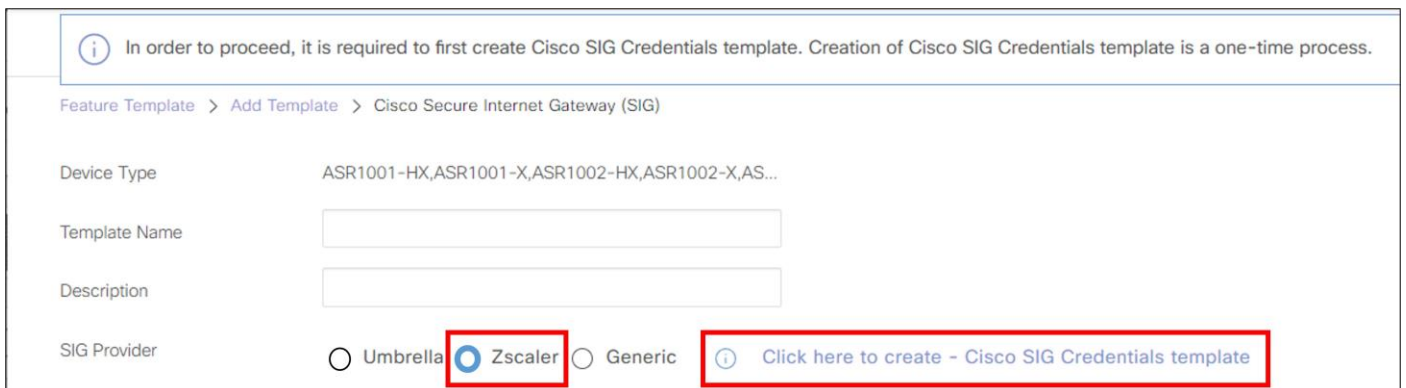 In order to proceed, it is required to first create Cisco SIG Credentials template. Creation of Cisco SIG Credentials template is a one-time process.
Feature Template > Add Template > Cisco Secure Internet Gateway (SIG)
Device Type ASR1001-HX,ASR1001-X,ASR1002-HX,ASR1002-X,AS...
Template Name
Description
SIG Provider Umbrella Zscaler Generic Click here to create - Cisco SIG Credentials template